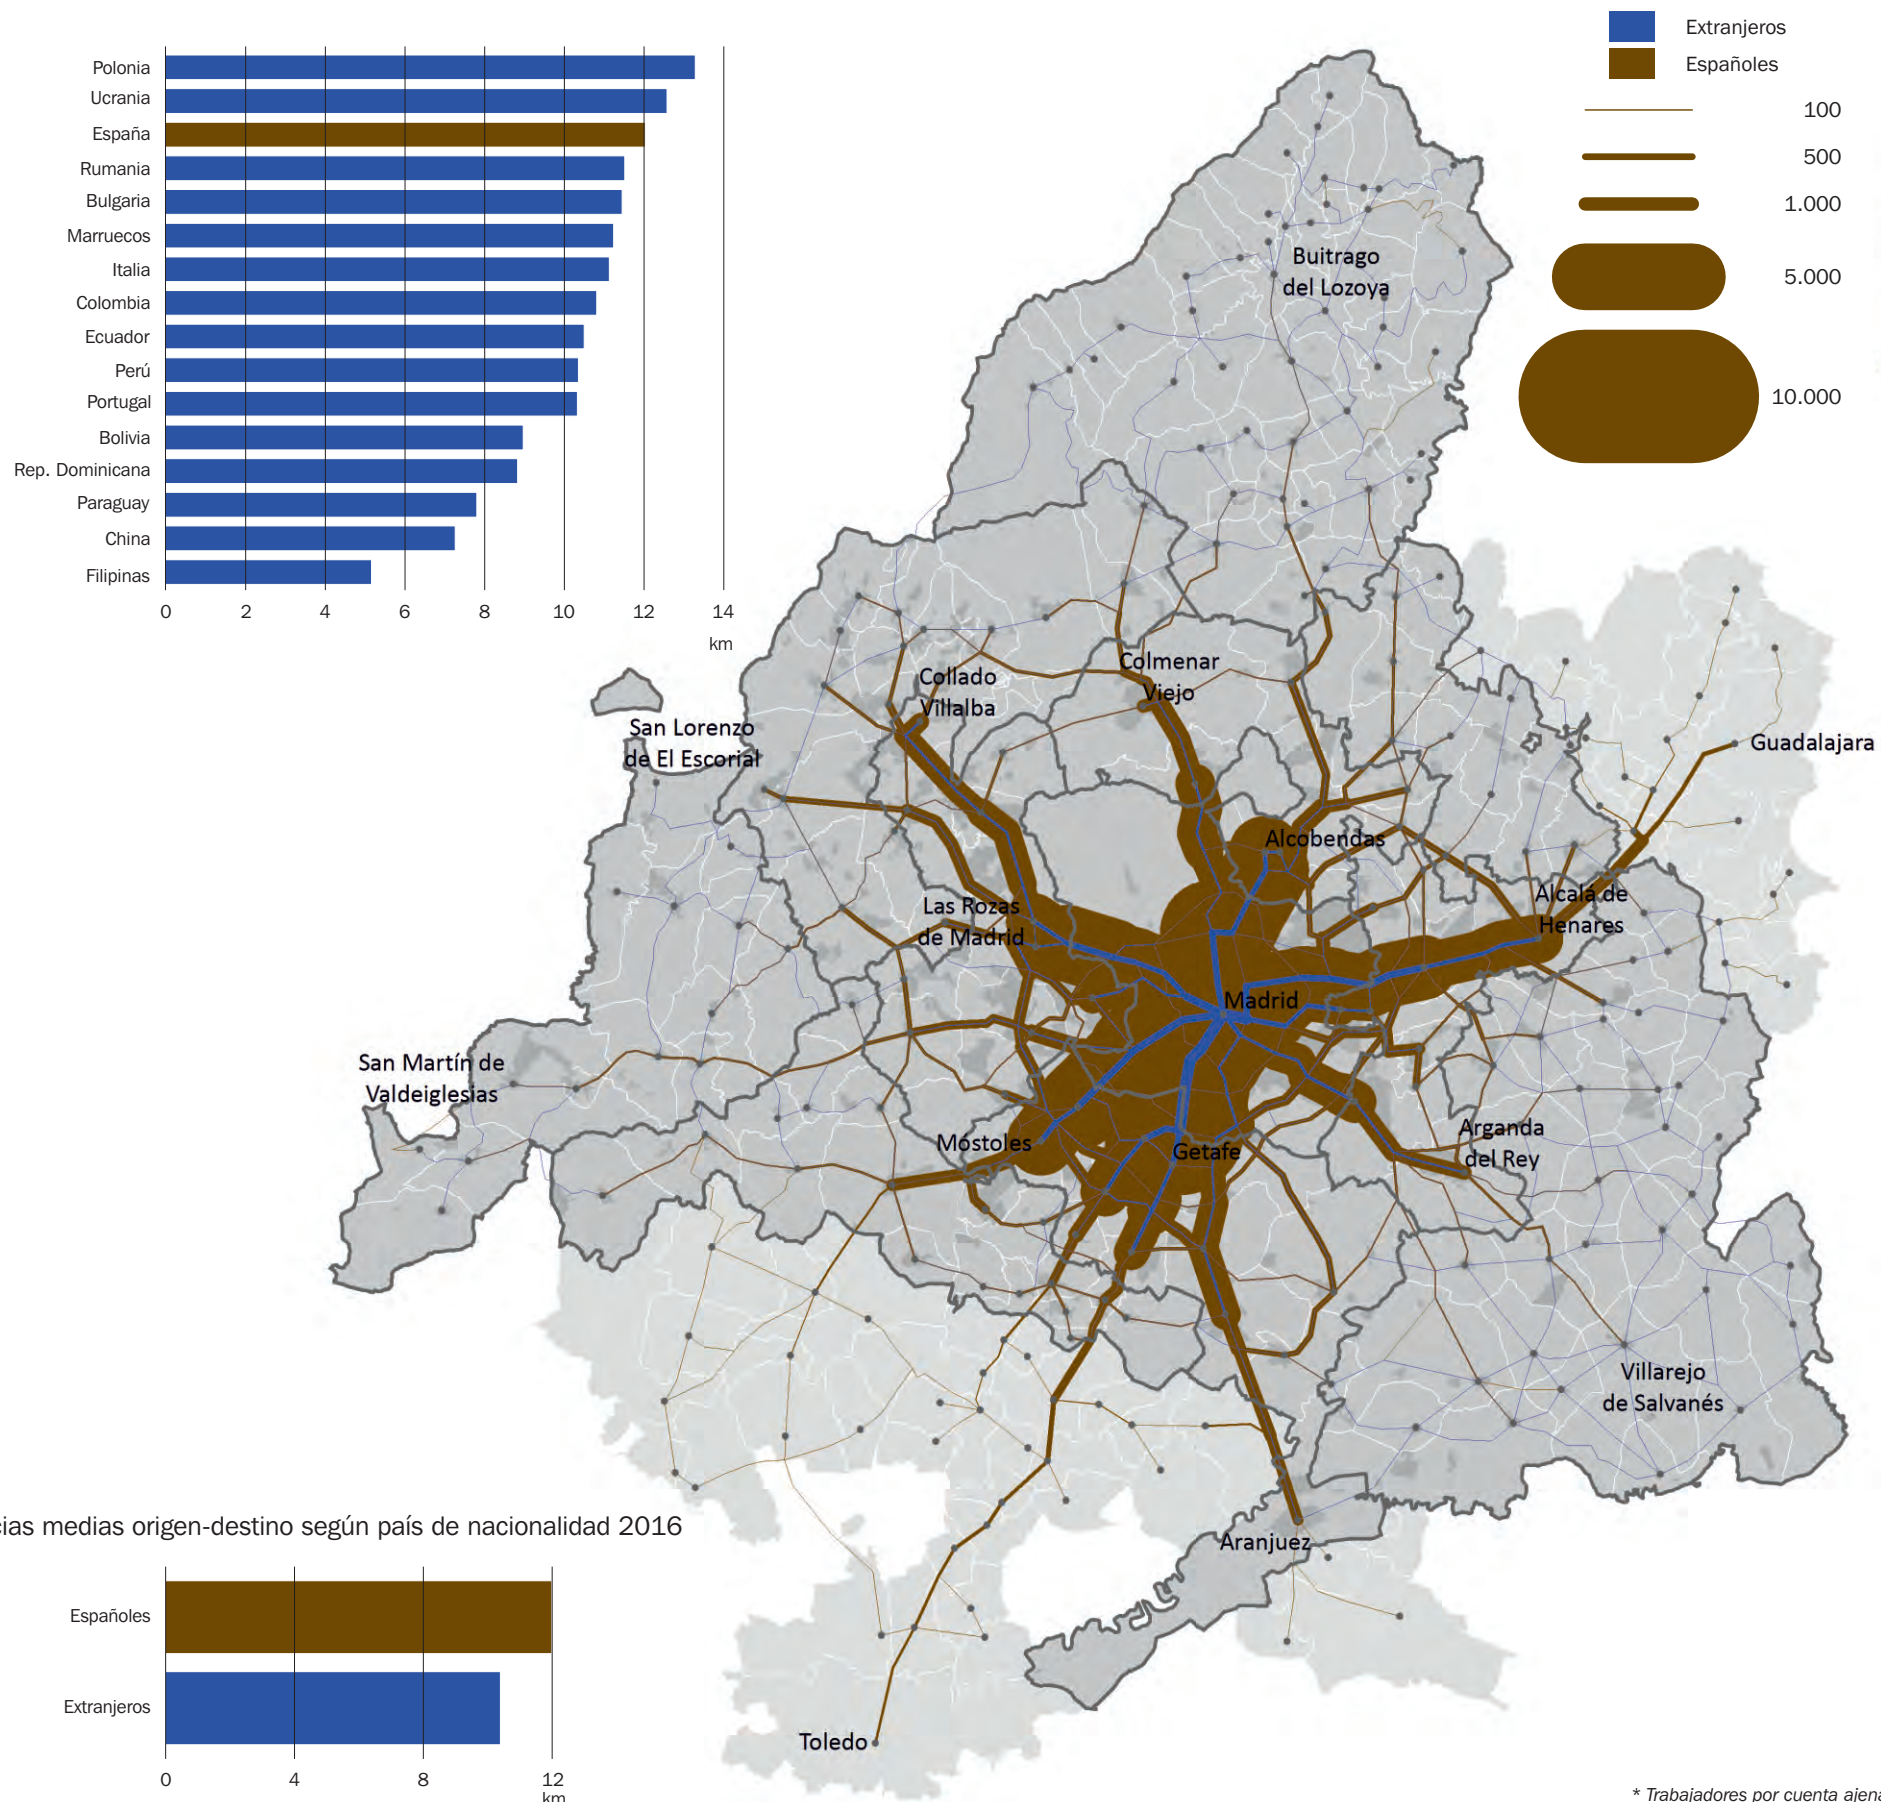 Extranjeros
Españoles
100
500
1.000
5.000
10.000
Polonia
Ucrania
España
Rumania
Bulgaria
Marruecos
Italia
Colombia
Ecuador
Perú
Portugal
Bolivia
Rep. Dominicana
Paraguay
China
Filipinas
0 2 4 6 8 10 12 14
km
Buitrago
del Lozoya
Colmenar
Viejo
Collado
Villalba
San Lorenzo
de El Escorial
Guadalajara
Alcobendas
Alcalá de
Henares
Las Rozas
de Madrid
Madrid
San Martín de
Valdeiglesias
Móstoles
Getafe
Arganda
del Rey
Villarejo
de Salvanés
Aranjuez
Toledo
medias origen-destino según país de nacionalidad 2016
Españoles
Extranjeros
0 4 8 12
km
* Trabajadores por cuenta ajena